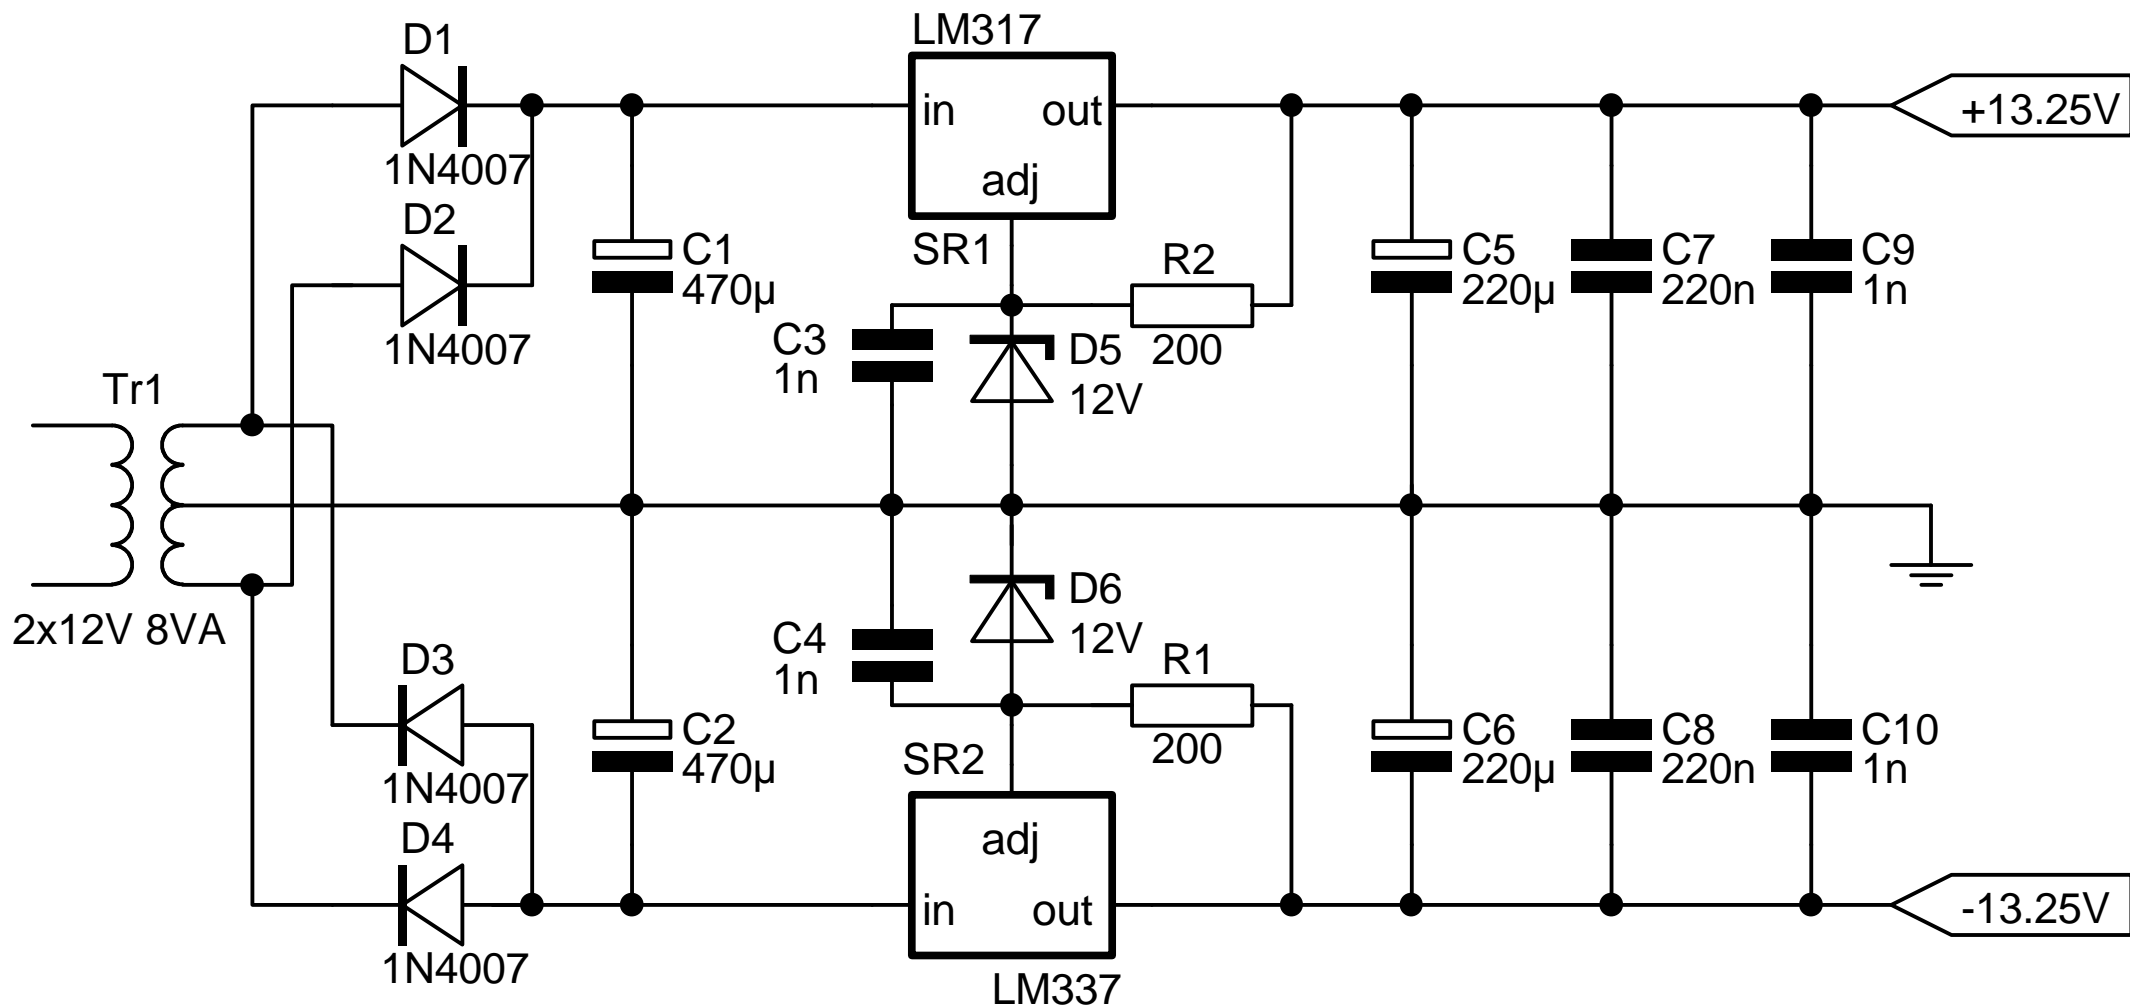 LM317
D1
in
out
+13.25V
1N4007
adj
D2
SR1
C1
470µ
R2
C5
220µ
C7
220n
C9
1n
1N4007
C3
1n
D5
12V
200
Tr1
2x12V 8VA
D6
12V
C4
1n
R1
D3
1N4007
C2
470µ
SR2
200
C6
220µ
C8
220n
C10
1n
D4
adj
in
out
-13.25V
1N4007
LM337